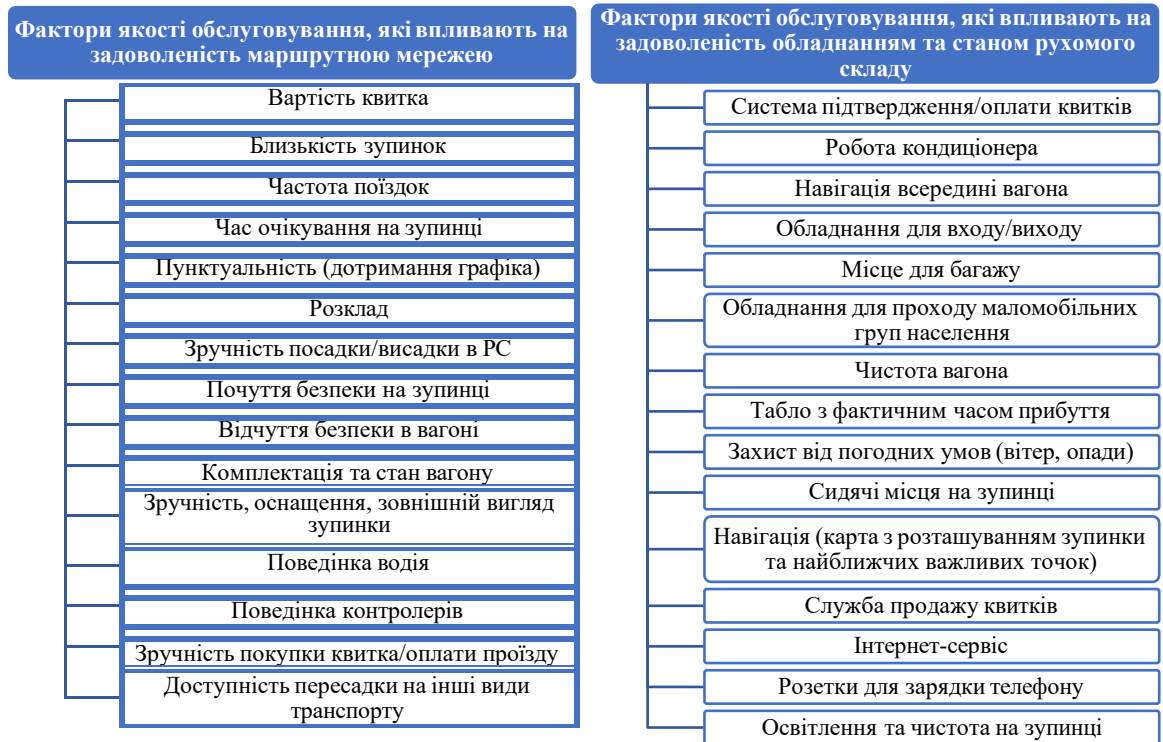 Фактори якості обслуговування, які впливають на
задоволеність маршрутною мережею
Вартість квитка
Близькість зупинок
Частота поїздок
Час очікування на зупинці
Пунктуальність (дотримання графіка)
Розклад
Зручність посадки/висадки в РС
Почуття безпеки на зупинці
Відчуття безпеки в вагоні
Комплектація та стан вагону
Зручність, оснащення, зовнішній вигляд
зупинки
Поведінка водія
Поведінка контролерів
Зручність покупки квитка/оплати проїзду
Доступність пересадки на інші види
транспорту
Фактори якості обслуговування, які впливають на
задоволеність обладнанням та станом рухомого
складу
Система підтвердження/оплати квитків
Робота кондиціонера
Навігація всередині вагона
Обладнання для входу/виходу
Місце для багажу
Обладнання для проходу маломобільних
груп населення
Чистота вагона
Табло з фактичним часом прибуття
Захист від погодних умов (вітер, опади)
Сидячі місця на зупинці
Навігація (карта з розташуванням зупинки
та найближчих важливих точок)
Служба продажу квитків
Інтернет-сервіс
Розетки для зарядки телефону
Освітлення та чистота на зупинці